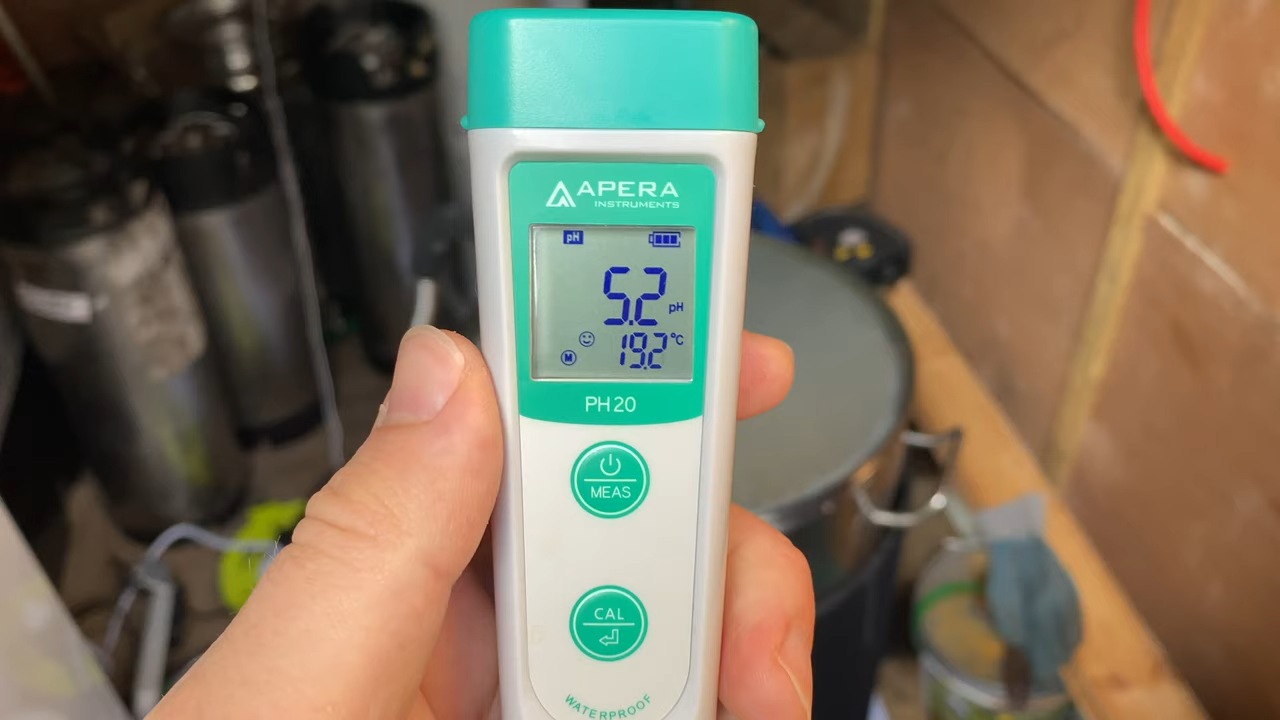 APERA
INSTRUMENTS
pH
5.2 pH
19.2 °C
M
PH20
MEAS
CAL
WATERPROOF